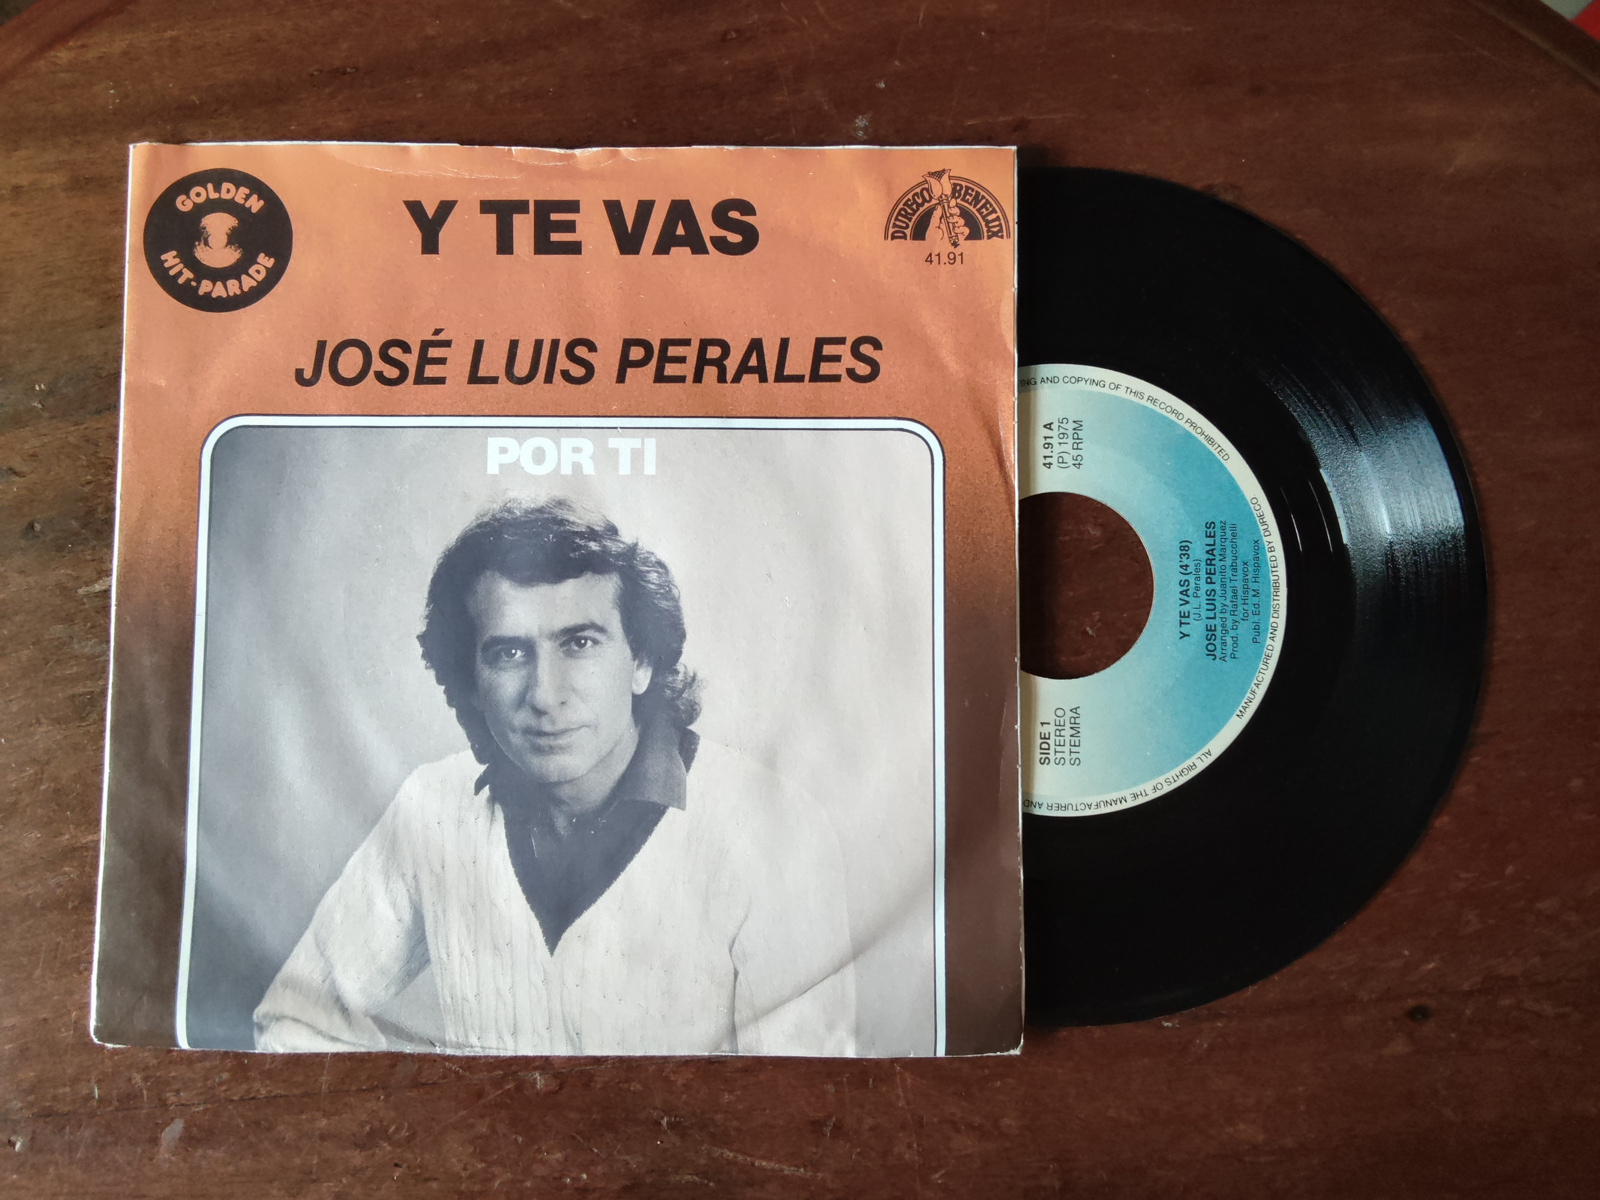 GOLDEN
HIT-PARADE
Y TE VAS
DURECO BENELUX
41.91
JOSÉ LUIS PERALES
POR TI
ING AND COPYING OF THIS RECORD PROHIBITED
41.91 A
(P) 1975
45 RPM
Y TE VAS (4'38)
(J.L. Perales)
JOSE LUIS PERALES
Arranged by Juanito Marquez
Prod. by Rafael Trabucchelli
for Hispavox
Publ. Ed. M. Hispavox
SIDE 1
STEREO
STEMRA
MANUFACTURED AND DISTRIBUTED BY DURECO
ALL RIGHTS OF THE MANUFACTURER AND